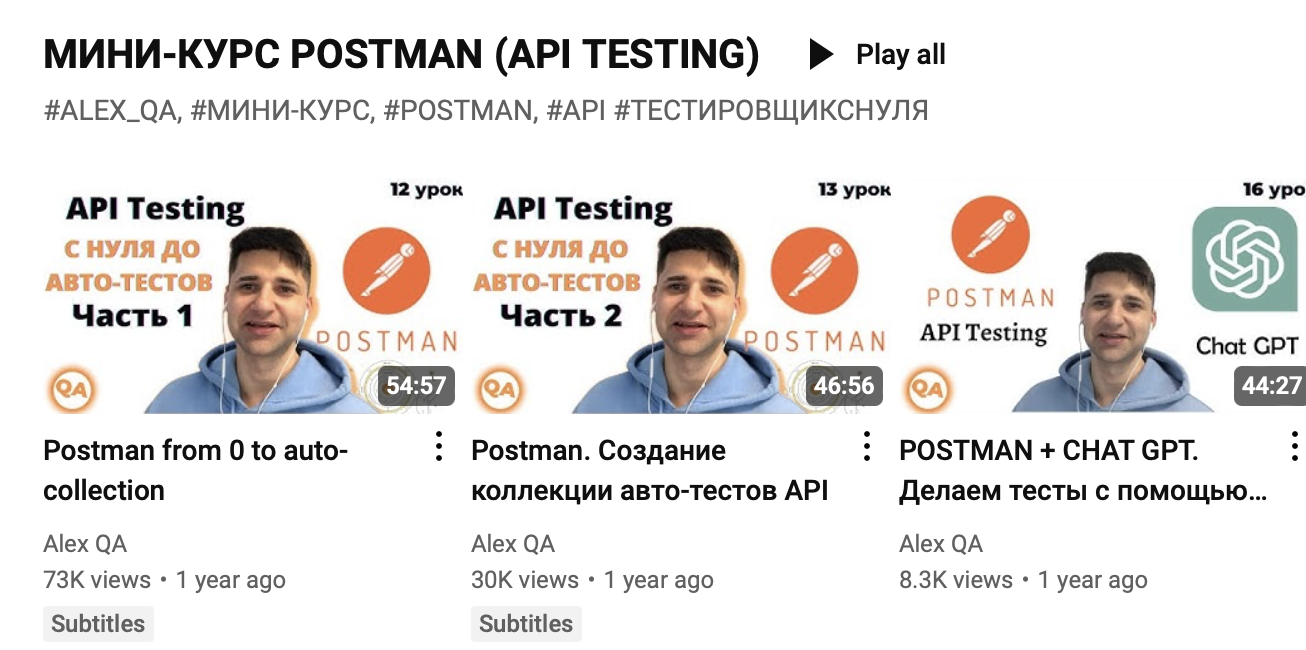 МИНИ-КУРС POSTMAN (API TESTING) Play all
#ALEX_QA, #МИНИ-КУРС, #POSTMAN, #API #ТЕСТИРОВЩИКСНУЛЯ
12 урок
API Testing
С НУЛЯ ДО
АВТО-ТЕСТОВ
Часть 1
POSTMAN
QA
54:57
13 урок
API Testing
С НУЛЯ ДО
АВТО-ТЕСТОВ
Часть 2
POSTMAN
QA
46:56
16 уро
POSTMAN
API Testing
Chat GPT
QA
44:27
Postman from 0 to auto-
collection
Alex QA
73K views • 1 year ago
Subtitles
Postman. Создание
коллекции авто-тестов API
Alex QA
30K views • 1 year ago
Subtitles
POSTMAN + CHAT GPT.
Делаем тесты с помощью...
Alex QA
8.3K views • 1 year ago